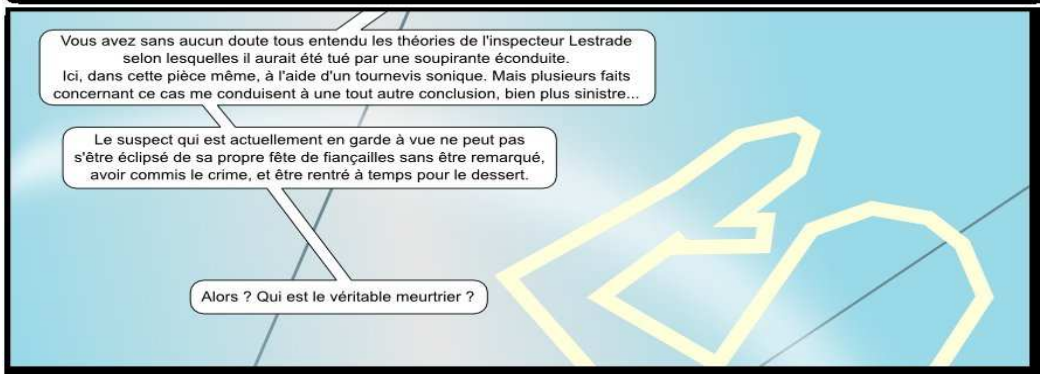 Vous avez sans aucun doute tous entendu les théories de l'inspecteur Lestrade
selon lesquelles il aurait été tué par une soupirante éconduite.
Ici, dans cette pièce même, à l'aide d'un tournevis sonique. Mais plusieurs faits
concernant ce cas me conduisent à une tout autre conclusion, bien plus sinistre...
Le suspect qui est actuellement en garde à vue ne peut pas
s'être éclipsé de sa propre fête de fiançailles sans être remarqué,
avoir commis le crime, et être rentré à temps pour le dessert.
Alors ? Qui est le véritable meurtrier ?